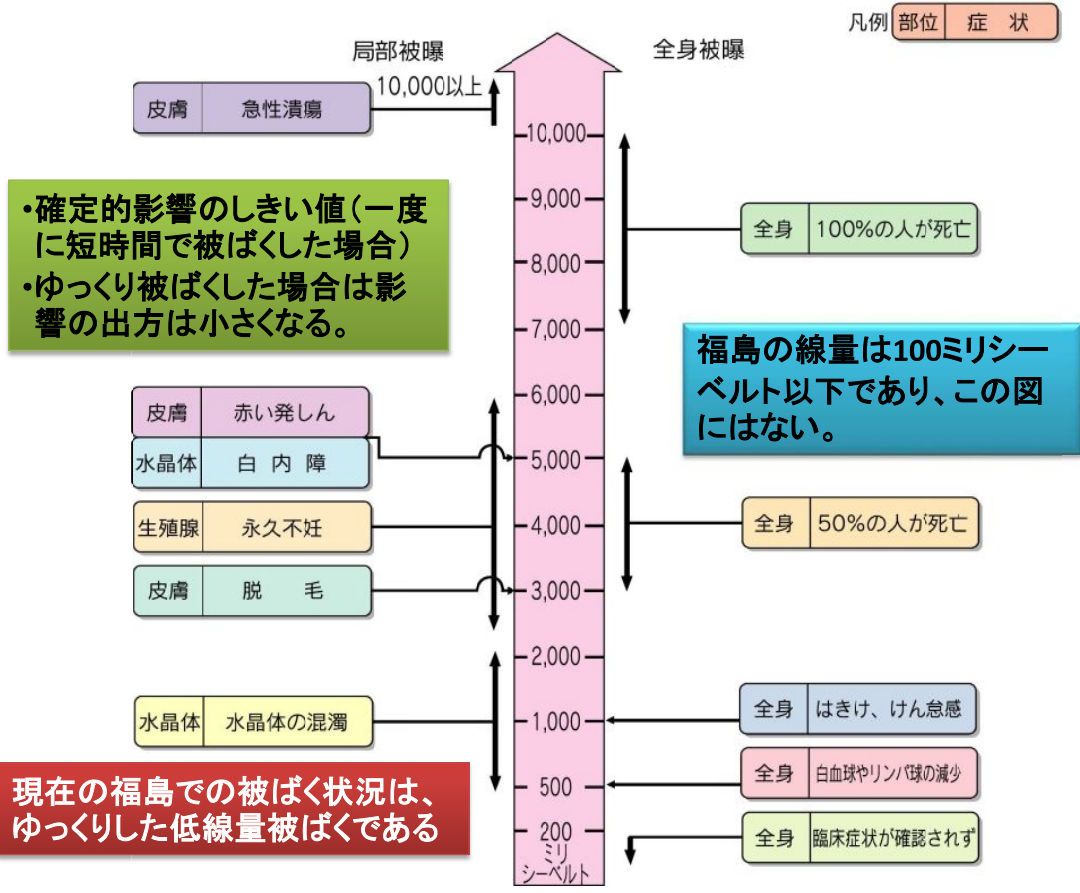 凡例 部位 症 状
局部被曝
全身被曝
10,000以上
皮膚 急性潰瘍
・確定的影響のしきい値（一度
に短時間で被ばくした場合）
・ゆっくり被ばくした場合は影
響の出方は小さくなる。
皮膚 赤い発しん
水晶体 白 内 障
生殖腺 永久不妊
皮膚 脱 毛
水晶体 水晶体の混濁
現在の福島での被ばく状況は、
ゆっくりした低線量被ばくである
10,000
9,000
8,000
7,000
6,000
5,000
4,000
3,000
2,000
1,000
500
200
ミリ
シーベルト
全身 100%の人が死亡
福島の線量は100ミリシー
ベルト以下であり、この図
にはない。
全身 50%の人が死亡
全身 はきけ、けん怠感
全身 白血球やリンパ球の減少
全身 臨床症状が確認されず